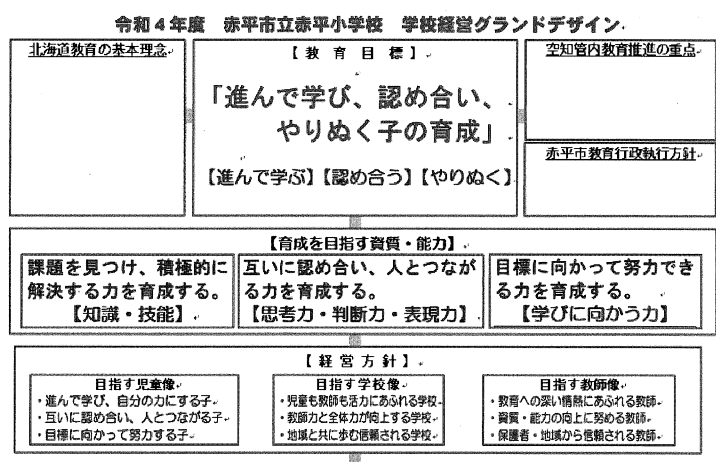 令和４年度　赤平市立赤平小学校　学校経営グランドデザイン
北海道教育の基本理念
【教育目標】
「進んで学び、認め合い、
やりぬく子の育成」
【進んで学ぶ】【認め合う】【やりぬく】
空知管内教育推進の重点
赤平市教育行政執行方針
【育成を目指す資質・能力】
課題を見つけ、積極的に
解決する力を育成する。
【知識・技能】
互いに認め合い、人とつなが
る力を育成する。
【思考力・判断力・表現力】
目標に向かって努力でき
る力を育成する。
【学びに向かう力】
【経営方針】
目指す児童像
・進んで学び、自分の力にする子
・互いに認め合い、人とつながる子
・目標に向かって努力する子
目指す学校像
・児童も教師も活力にあふれる学校
・教師力と全体力が向上する学校
・地域と共に歩む信頼される学校
目指す教師像
・教育への深い情熱にあふれる教師
・資質・能力の向上に努める教師
・保護者・地域から信頼される教師